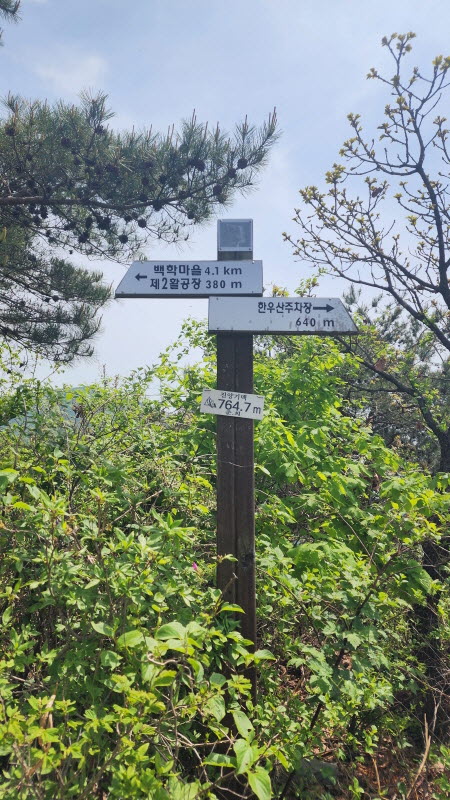 ← 백학마을 4.1 km
제2활공장 380 m
한우산주차장 →
640 m
764.7m